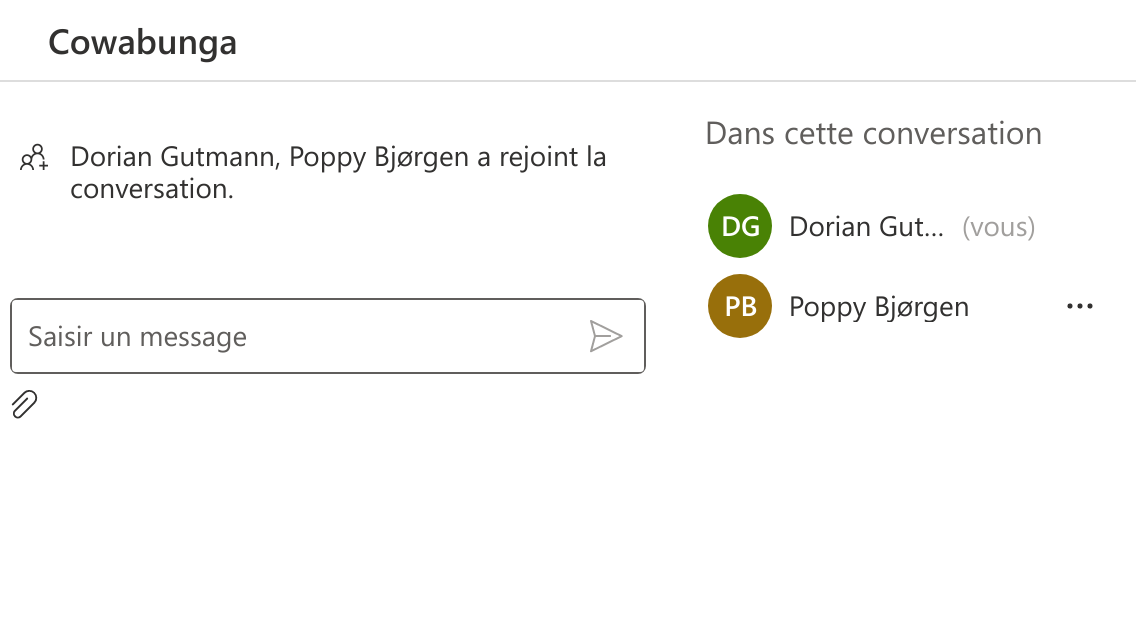 Cowabunga
Dorian Gutmann, Poppy Bjørgen a rejoint la
conversation.
Saisir un message
Dans cette conversation
DG
Dorian Gut... (vous)
PB
Poppy Bjørgen